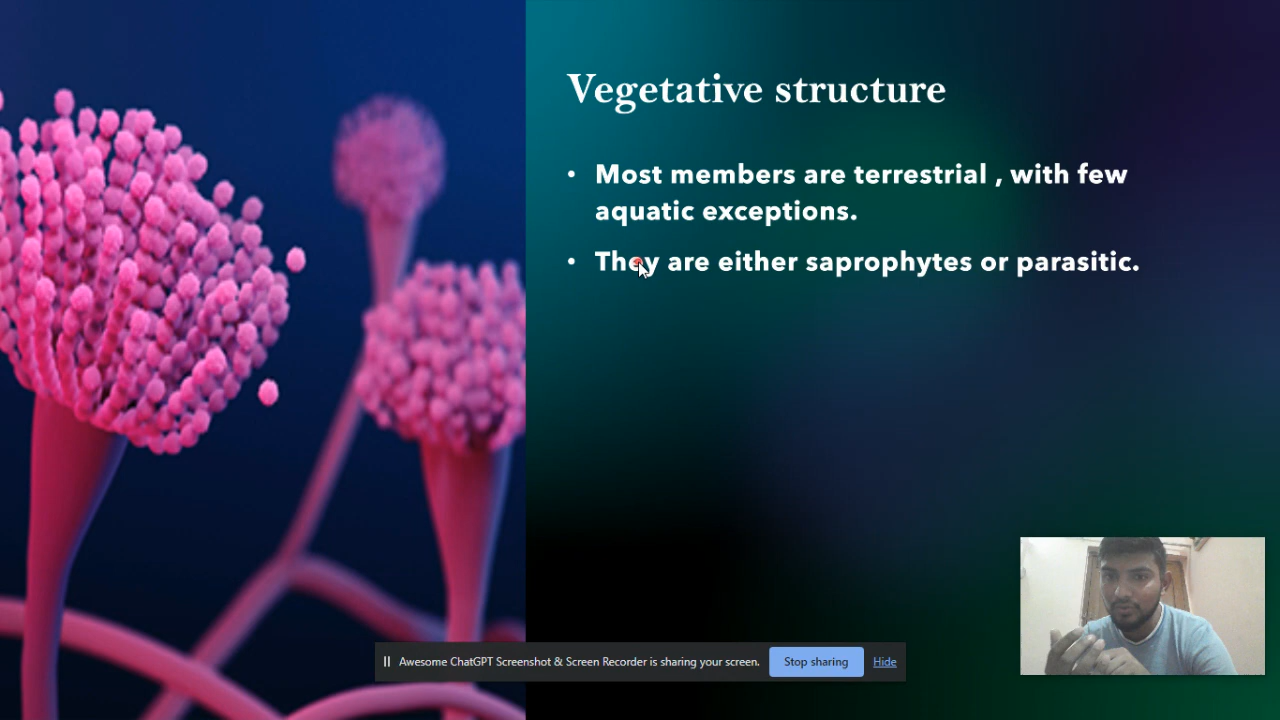 Vegetative structure
• Most members are terrestrial , with few
aquatic exceptions.
• They are either saprophytes or parasitic.
Awesome ChatGPT Screenshot & Screen Recorder is sharing your screen. Stop sharing Hide